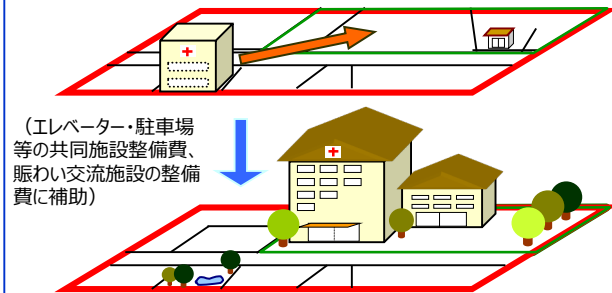 （エレベーター・駐車場
等の共同施設整備費、
賑わい交流施設の整備
費に補助）